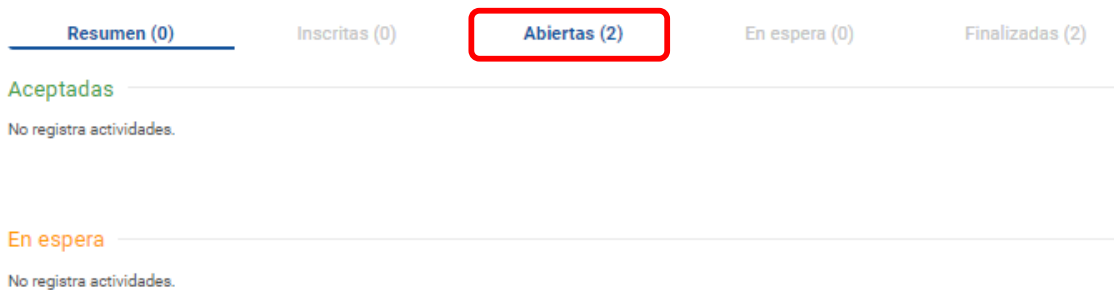 Resumen (0) Inscritas (0) Abiertas (2) En espera (0) Finalizadas (2)
Aceptadas
No registra actividades.
En espera
No registra actividades.